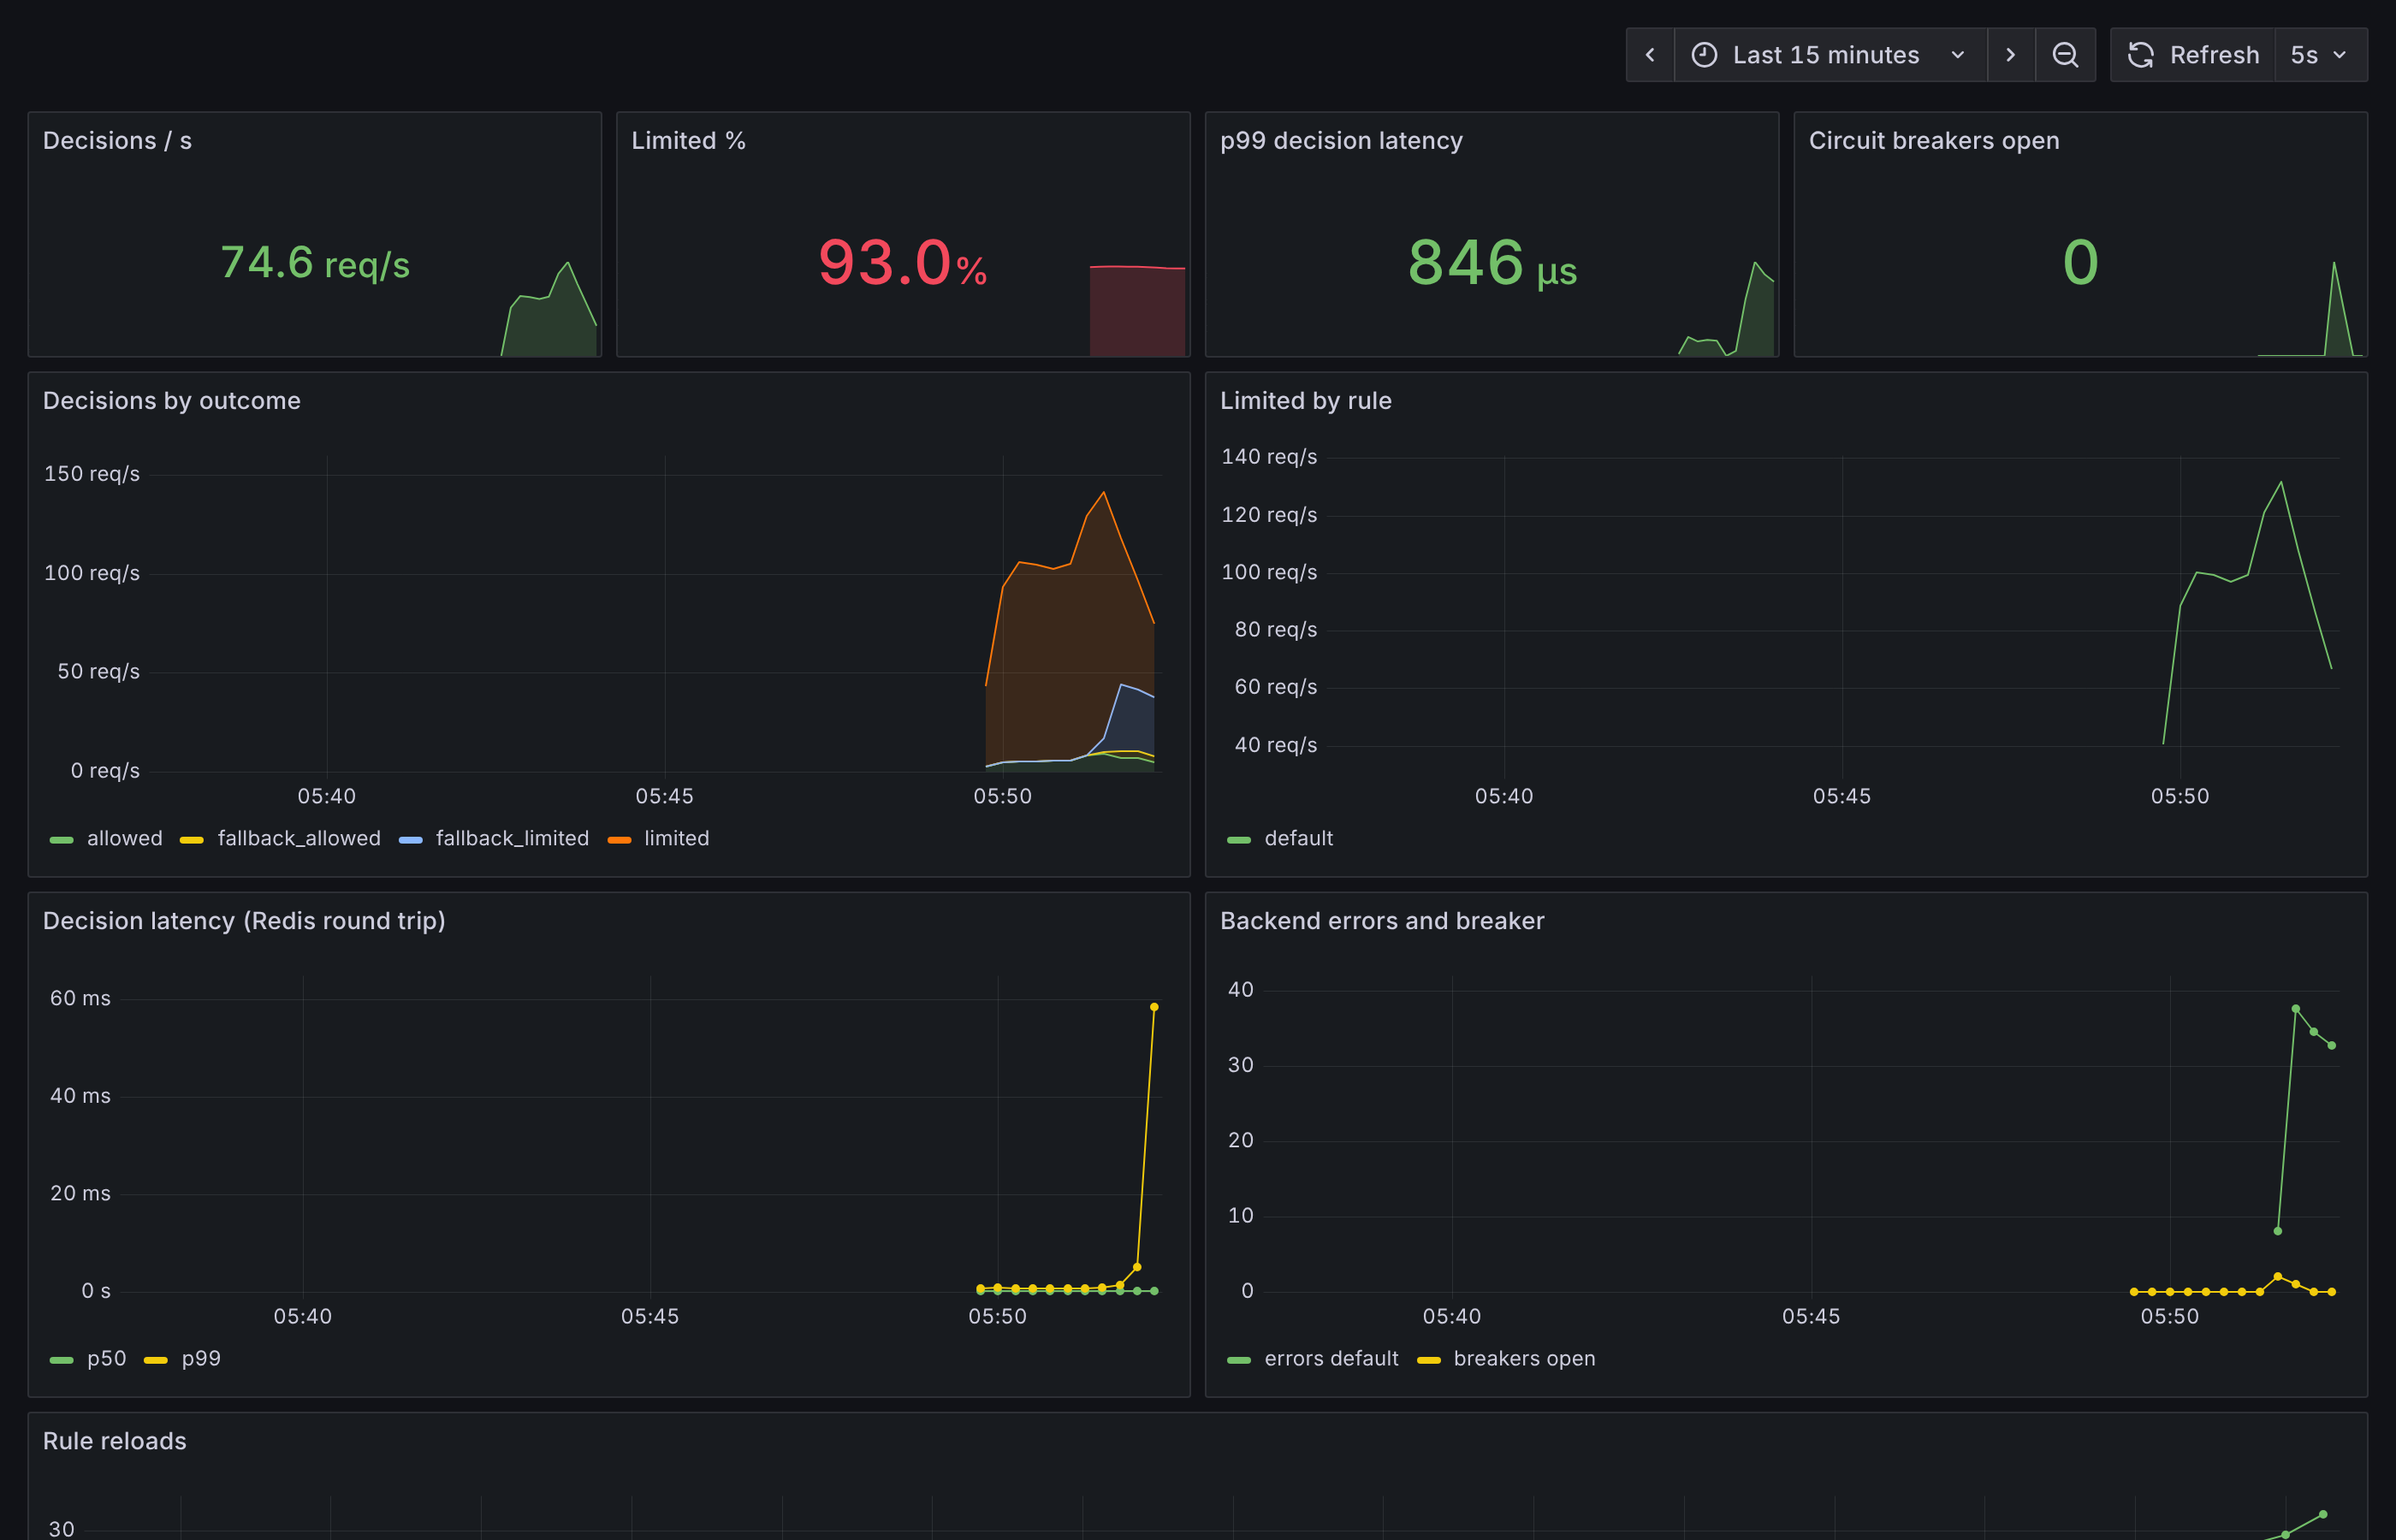 Last 15 minutes Refresh 5s
Decisions / s
74.6 req/s
Limited %
93.0%
p99 decision latency
846 µs
Circuit breakers open
0
Decisions by outcome
150 req/s
100 req/s
50 req/s
0 req/s
05:40 05:45 05:50
allowed fallback_allowed fallback_limited limited
Limited by rule
140 req/s
120 req/s
100 req/s
80 req/s
60 req/s
40 req/s
05:40 05:45 05:50
default
Decision latency (Redis round trip)
60 ms
40 ms
20 ms
0 s
05:40 05:45 05:50
p50 p99
Backend errors and breaker
40
30
20
10
0
05:40 05:45 05:50
errors default breakers open
Rule reloads
30